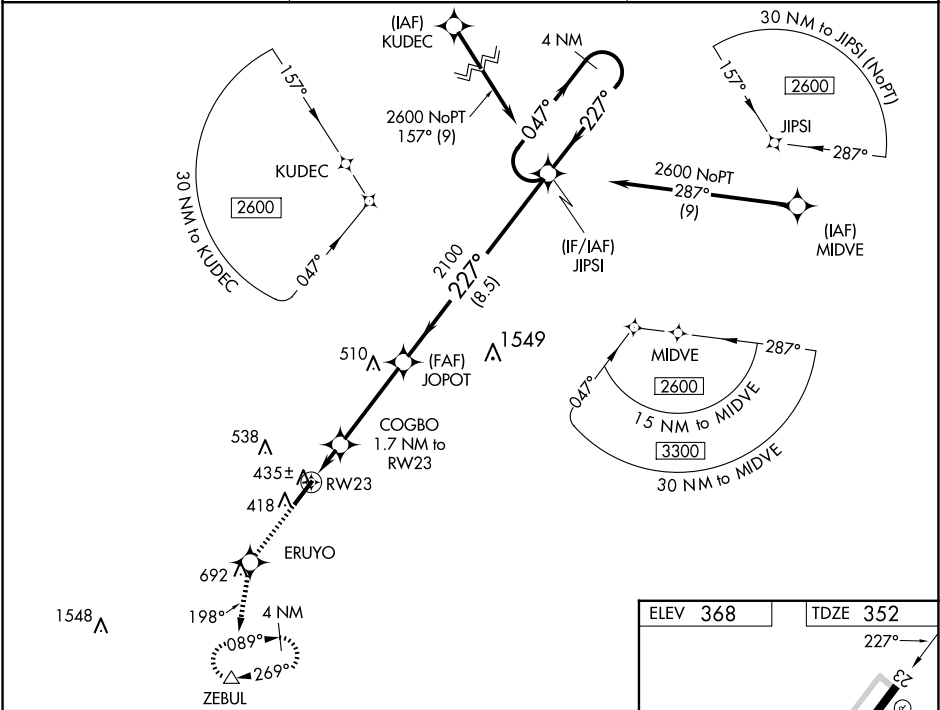 (IAF)
KUDEC
4 NM
30 NM to JIPSI (NoPT)
157°
2600 NoPT
157° (9)
047°
227°
157°
2600
JIPSI
287°
KUDEC
2600
30 NM to KUDEC
047°
2600 NoPT
287°
(9)
(IAF)
MIDVE
(IF/IAF)
JIPSI
2100
227°
(8.5)
510
(FAF)
JOPOT
1549
MIDVE
287°
047°
2600
15 NM to MIDVE
3300
30 NM to MIDVE
COGBO
1.7 NM to
RW23
538
435±
RW23
418
ERUYO
692
198°
4 NM
089°
269°
ZEBUL
1548
ELEV 368
TDZE 352
227°
23